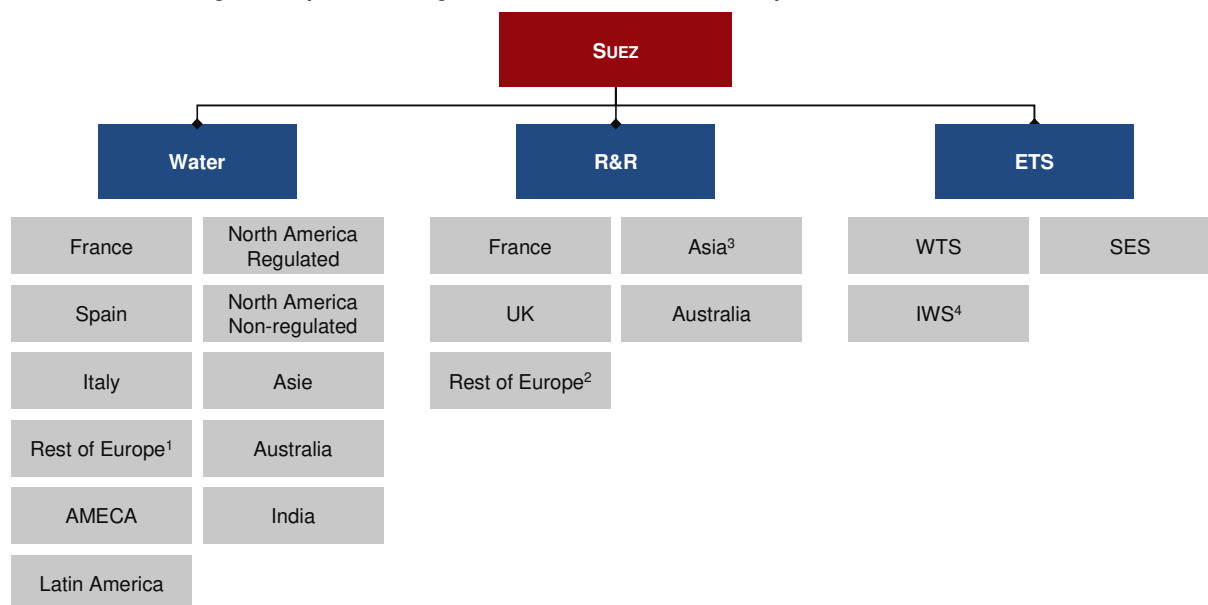 SUEZ
Water
R&R
ETS
France
North America
Regulated
Spain
North America
Non-regulated
Italy
Asie
Rest of Europe¹
Australia
AMECA
India
Latin America
France
Asia³
UK
Australia
Rest of Europe²
WTS
SES
IWS⁴